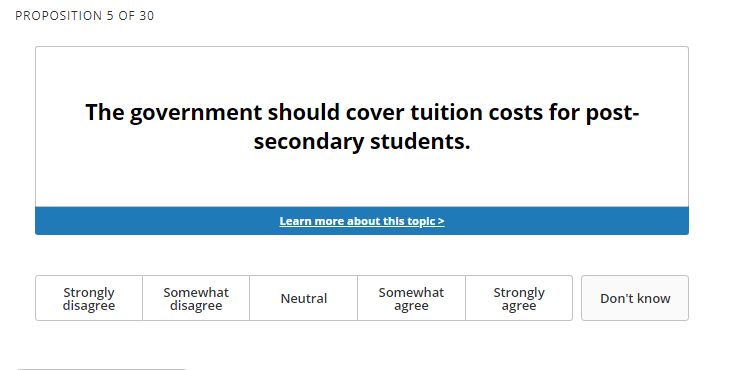 PROPOSITION 5 OF 30
The government should cover tuition costs for post-
secondary students.
Learn more about this topic >
Strongly
disagree
Somewhat
disagree
Neutral
Somewhat
agree
Strongly
agree
Don't know